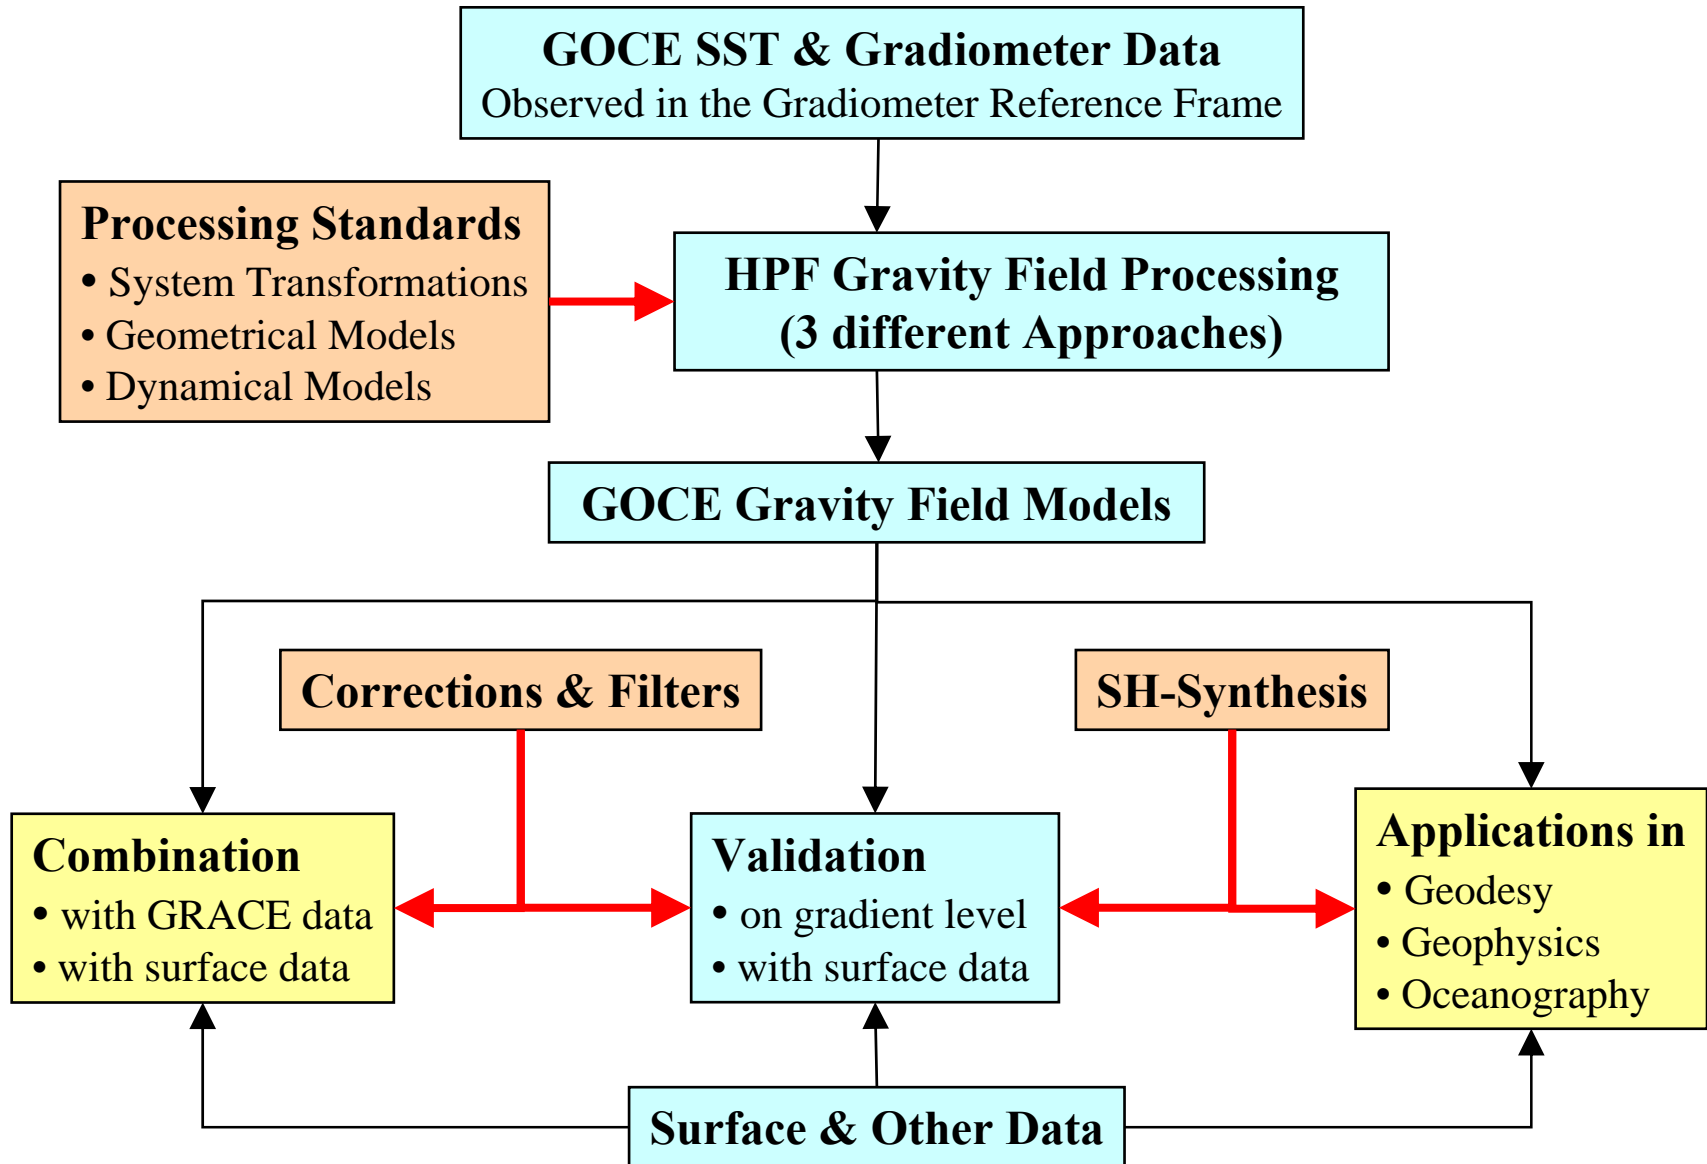 GOCE SST & Gradiometer Data
Observed in the Gradiometer Reference Frame
Processing Standards
• System Transformations
• Geometrical Models
• Dynamical Models
HPF Gravity Field Processing
(3 different Approaches)
GOCE Gravity Field Models
Corrections & Filters
SH-Synthesis
Combination
• with GRACE data
• with surface data
Validation
• on gradient level
• with surface data
Applications in
• Geodesy
• Geophysics
• Oceanography
Surface & Other Data